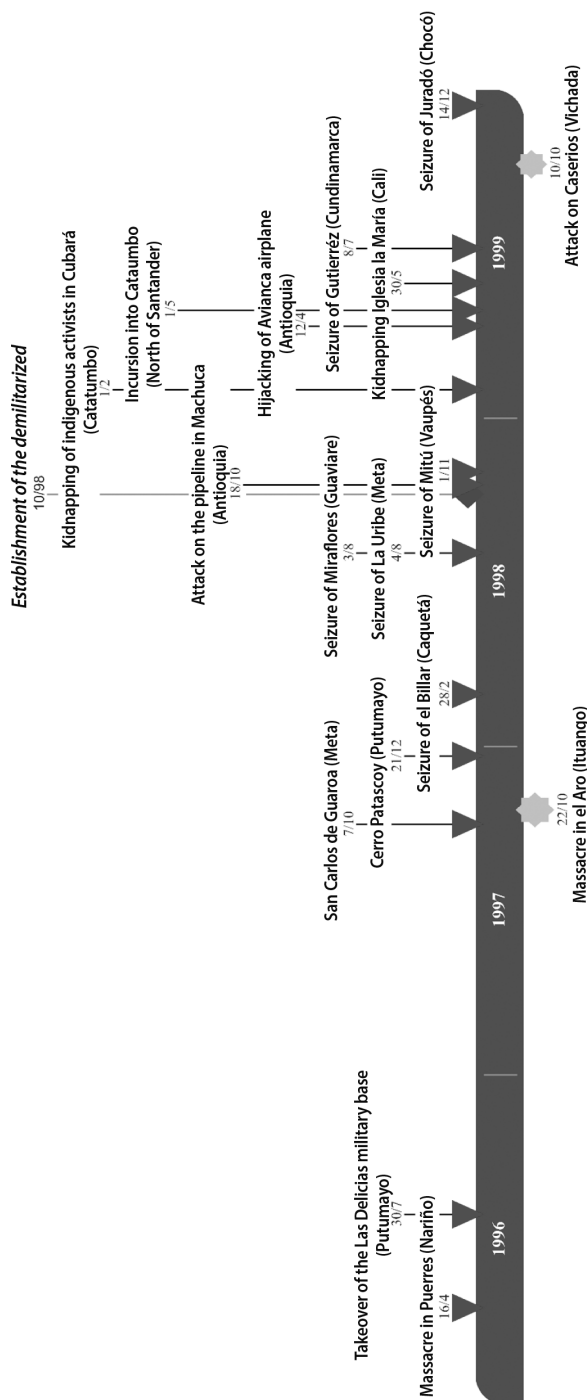 Establishment of the demilitarized
10/98
Kidnapping of indigenous activists in Cubará
(Catatumbo)
1/2
Incursion into Cataumbo
(North of Santander)
1/5
Attack on the pipeline in Machuca
(Antioquia)
18/10
Hijacking of Avianca airplane
(Antioquia)
12/4
San Carlos de Guaroa (Meta)
7/10
Seizure of Miraflores (Guaviare)
3/8
Seizure of Gutierréz (Cundinamarca)
8/7
Takeover of the Las Delicias military base
(Putumayo)
30/7
Cerro Patascoy (Putumayo)
21/12
Seizure of La Uribe (Meta)
4/8
Kidnapping Iglesia la María (Cali)
30/5
Massacre in Puerres (Nariño)
16/4
Seizure of el Billar (Caquetá)
28/2
Seizure of Mitú (Vaupés)
1/11
Seizure of Juradó (Chocó)
14/12
1996
1997
1998
1999
22/10
Massacre in el Aro (Ituango)
10/10
Attack on Caserios (Vichada)